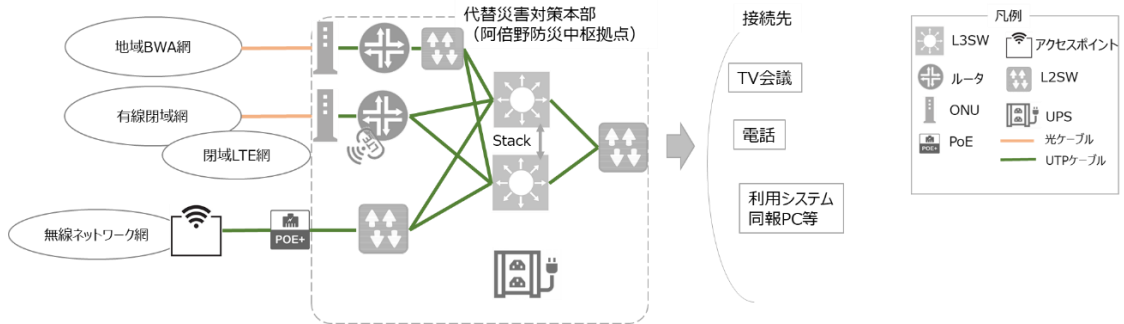 代替災害対策本部
（阿倍野防災中枢拠点）
地域BWA網
有線閉域網
閉域LTE網
無線ネットワーク網
POE+
Stack
接続先
TV会議
電話
利用システム
同報PC等
凡例
L3SW
アクセスポイント
ルータ
L2SW
ONU
UPS
POE+
PoE
光ケーブル
UTPケーブル